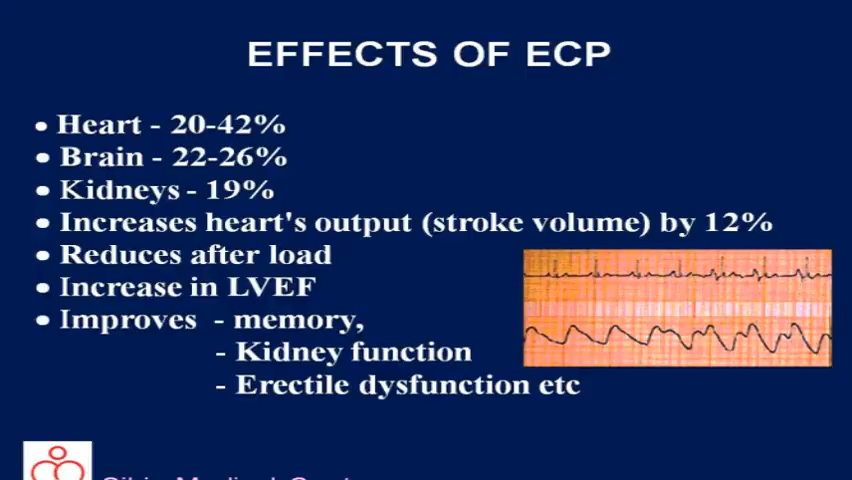 EFFECTS OF ECP
• Heart - 20-42%
• Brain - 22-26%
• Kidneys - 19%
• Increases heart's output (stroke volume) by 12%
• Reduces after load
• Increase in LVEF
• Improves - memory,
- Kidney function
- Erectile dysfunction etc